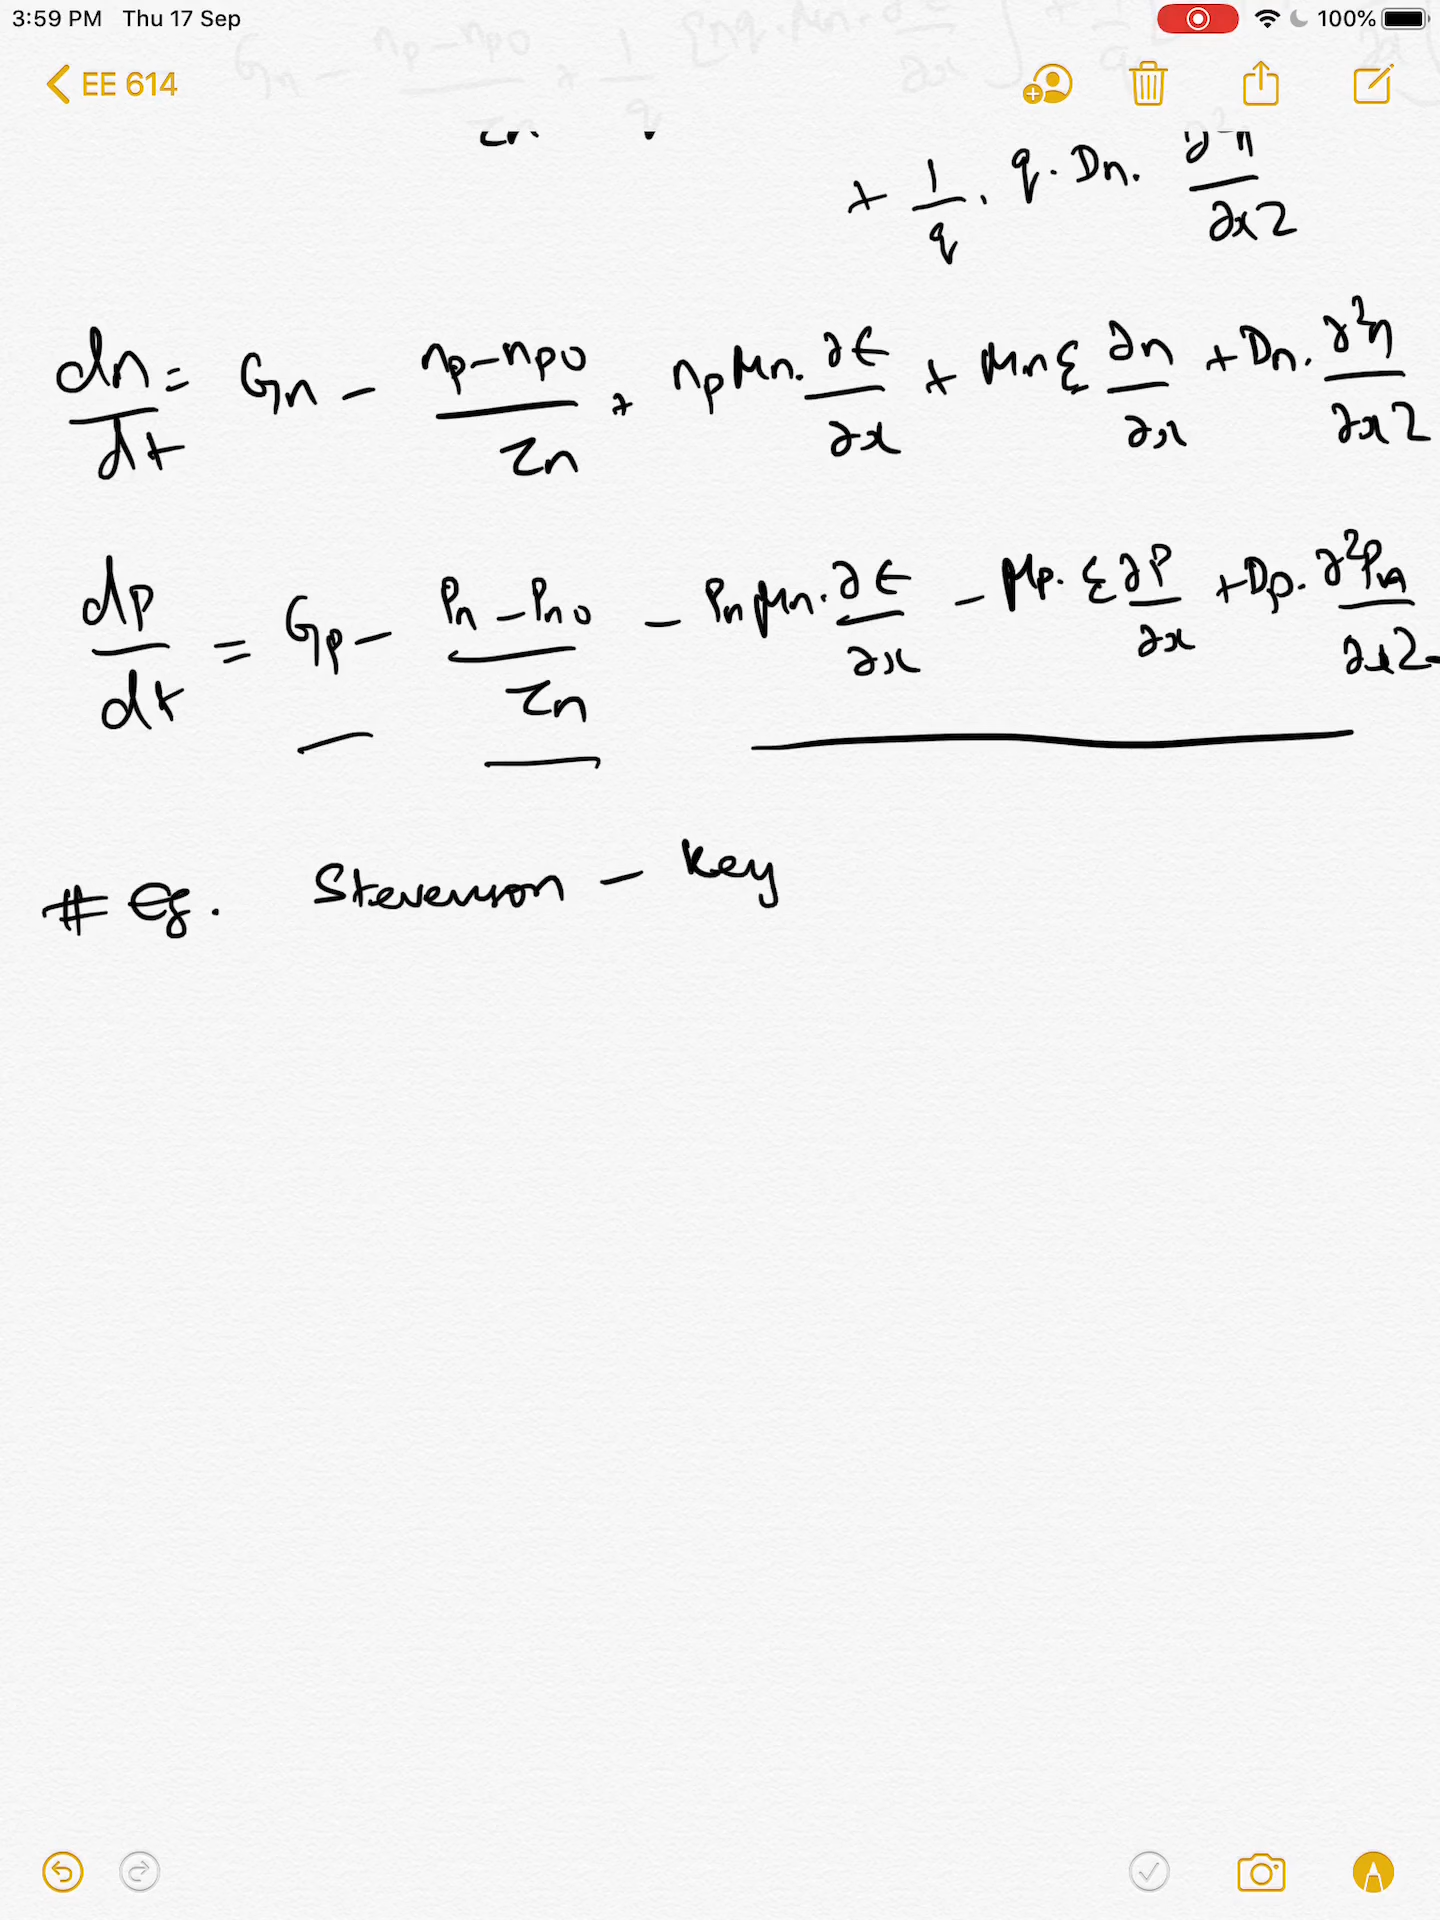 3:59 PM Thu 17 Sep 100%
EE 614
+ 1/q . q . Dn . ∂²n/∂x2
dn/dt = Gn - np-npo/τn + npμn . ∂ε/∂x + μnε ∂n/∂x + Dn . ∂²n/∂x2
dp/dt = Gp - Pn-Pno/τn - Pnμn . ∂ε/∂x - μp . ε ∂P/∂x + Dp . ∂²Pn/∂x2
# Eg. Stevenson - key